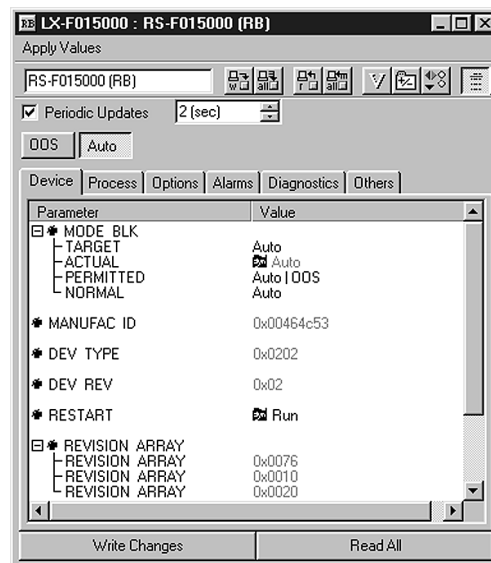 RB LX-F015000 : RS-F015000 (RB)
Apply Values
RS-F015000 (RB)
w all r all
Periodic Updates 2 (sec)
OOS Auto
Device Process Options Alarms Diagnostics Others
Parameter Value
MODE BLK
TARGET Auto
ACTUAL Auto
PERMITTED Auto | OOS
NORMAL Auto
MANUFAC ID 0x00464c53
DEV TYPE 0x0202
DEV REV 0x02
RESTART Run
REVISION ARRAY
REVISION ARRAY 0x0076
REVISION ARRAY 0x0010
REVISION ARRAY 0x0020
Write Changes Read All